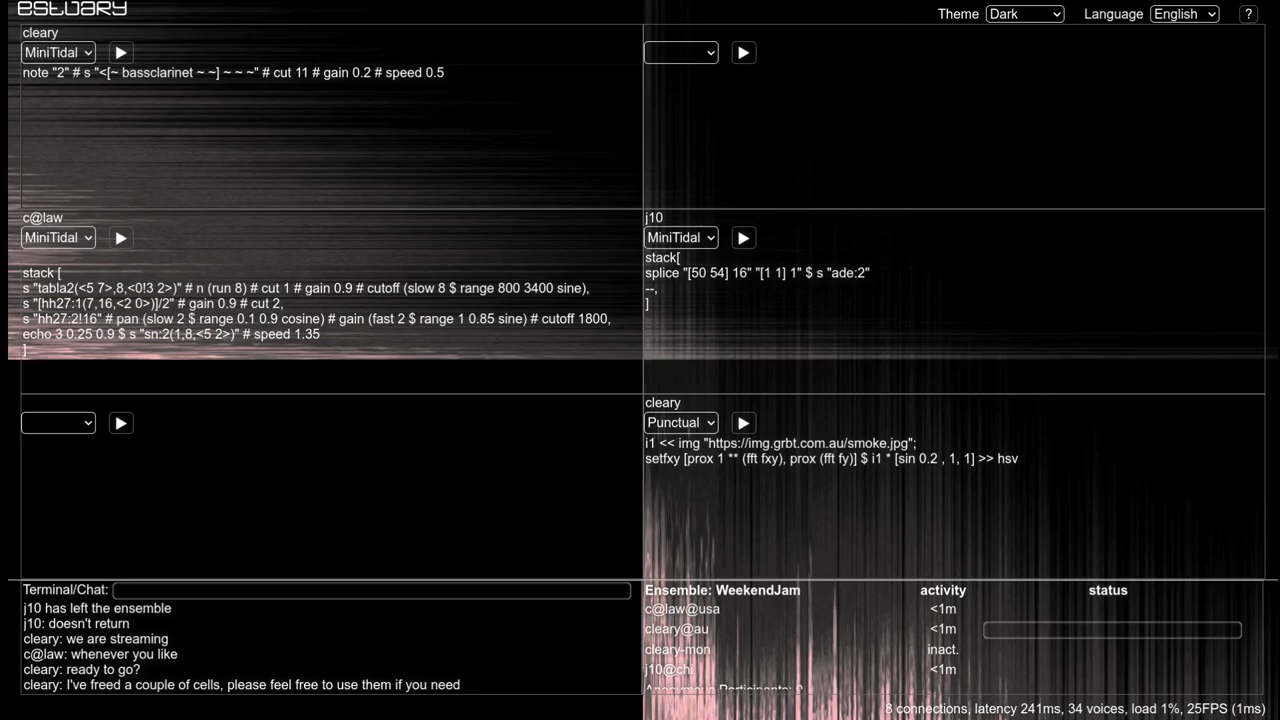 estuary
Theme Dark Language English ?
cleary
MiniTidal
note "2" # s "<[~ bassclarinet ~ ~] ~ ~ ~" # cut 11 # gain 0.2 # speed 0.5
c@law
MiniTidal
stack [
s "tabla2(<5 7>,8,<0!3 2>)" # n (run 8) # cut 1 # gain 0.9 # cutoff (slow 8 $ range 800 3400 sine),
s "[hh27:1(7,16,<2 0>)]/2" # gain 0.9 # cut 2,
s "hh27:2!16" # pan (slow 2 $ range 0.1 0.9 cosine) # gain (fast 2 $ range 1 0.85 sine) # cutoff 1800,
echo 3 0.25 0.9 $ s "sn:2(1,8,<5 2>)" # speed 1.35
]
j10
MiniTidal
stack[
splice "[50 54] 16" "[1 1] 1" $ s "ade:2"
--,
]
cleary
Punctual
i1 << img "https://img.grbt.com.au/smoke.jpg";
setfxy [prox 1 ** (fft fxy), prox (fft fy)] $ i1 * [sin 0.2 , 1, 1] >> hsv
Terminal/Chat:
j10 has left the ensemble
j10: doesn't return
cleary: we are streaming
c@law: whenever you like
cleary: ready to go?
cleary: I've freed a couple of cells, please feel free to use them if you need
Ensemble: WeekendJam activity status
c@law@usa <1m
cleary@au <1m
cleary-mon inact.
j10@chi <1m
Anonymous Participants: 0
8 connections, latency 241ms, 34 voices, load 1%, 25FPS (1ms)